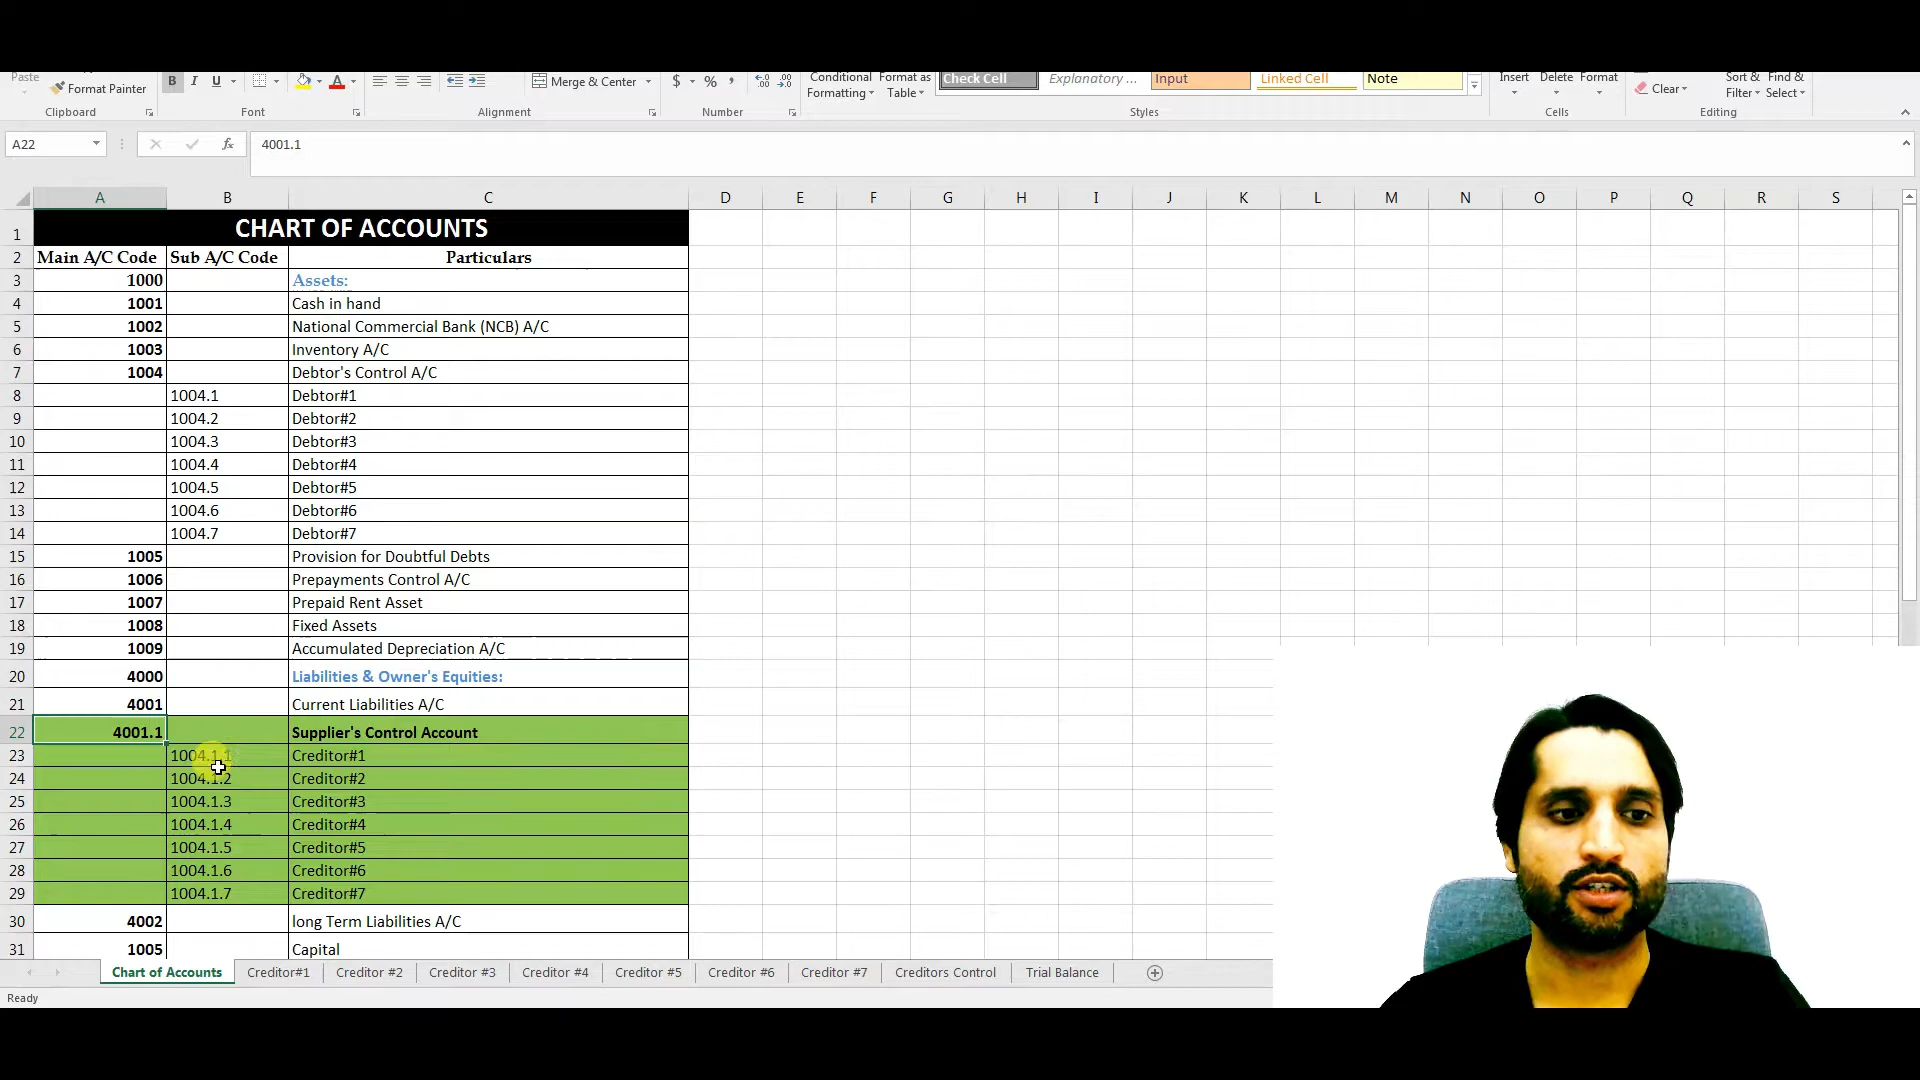 Paste
Format Painter
B I U A
Merge & Center
$ % ,
Conditional Formatting
Format as Table
Check Cell
Explanatory ...
Input
Linked Cell
Note
Insert
Delete
Format
Clear
Sort & Filter
Find & Select
Clipboard
Font
Alignment
Number
Styles
Cells
Editing
A22
fx
4001.1
A B C D E F G H I J K L M N O P Q R S
1 CHART OF ACCOUNTS
2 Main A/C Code Sub A/C Code Particulars
3 1000 Assets:
4 1001 Cash in hand
5 1002 National Commercial Bank (NCB) A/C
6 1003 Inventory A/C
7 1004 Debtor's Control A/C
8 1004.1 Debtor#1
9 1004.2 Debtor#2
10 1004.3 Debtor#3
11 1004.4 Debtor#4
12 1004.5 Debtor#5
13 1004.6 Debtor#6
14 1004.7 Debtor#7
15 1005 Provision for Doubtful Debts
16 1006 Prepayments Control A/C
17 1007 Prepaid Rent Asset
18 1008 Fixed Assets
19 1009 Accumulated Depreciation A/C
20 4000 Liabilities & Owner's Equities:
21 4001 Current Liabilities A/C
22 4001.1 Supplier's Control Account
23 1004.1.1 Creditor#1
24 1004.1.2 Creditor#2
25 1004.1.3 Creditor#3
26 1004.1.4 Creditor#4
27 1004.1.5 Creditor#5
28 1004.1.6 Creditor#6
29 1004.1.7 Creditor#7
30 4002 long Term Liabilities A/C
31 1005 Capital
Chart of Accounts Creditor#1 Creditor #2 Creditor #3 Creditor #4 Creditor #5 Creditor #6 Creditor #7 Creditors Control Trial Balance
Ready